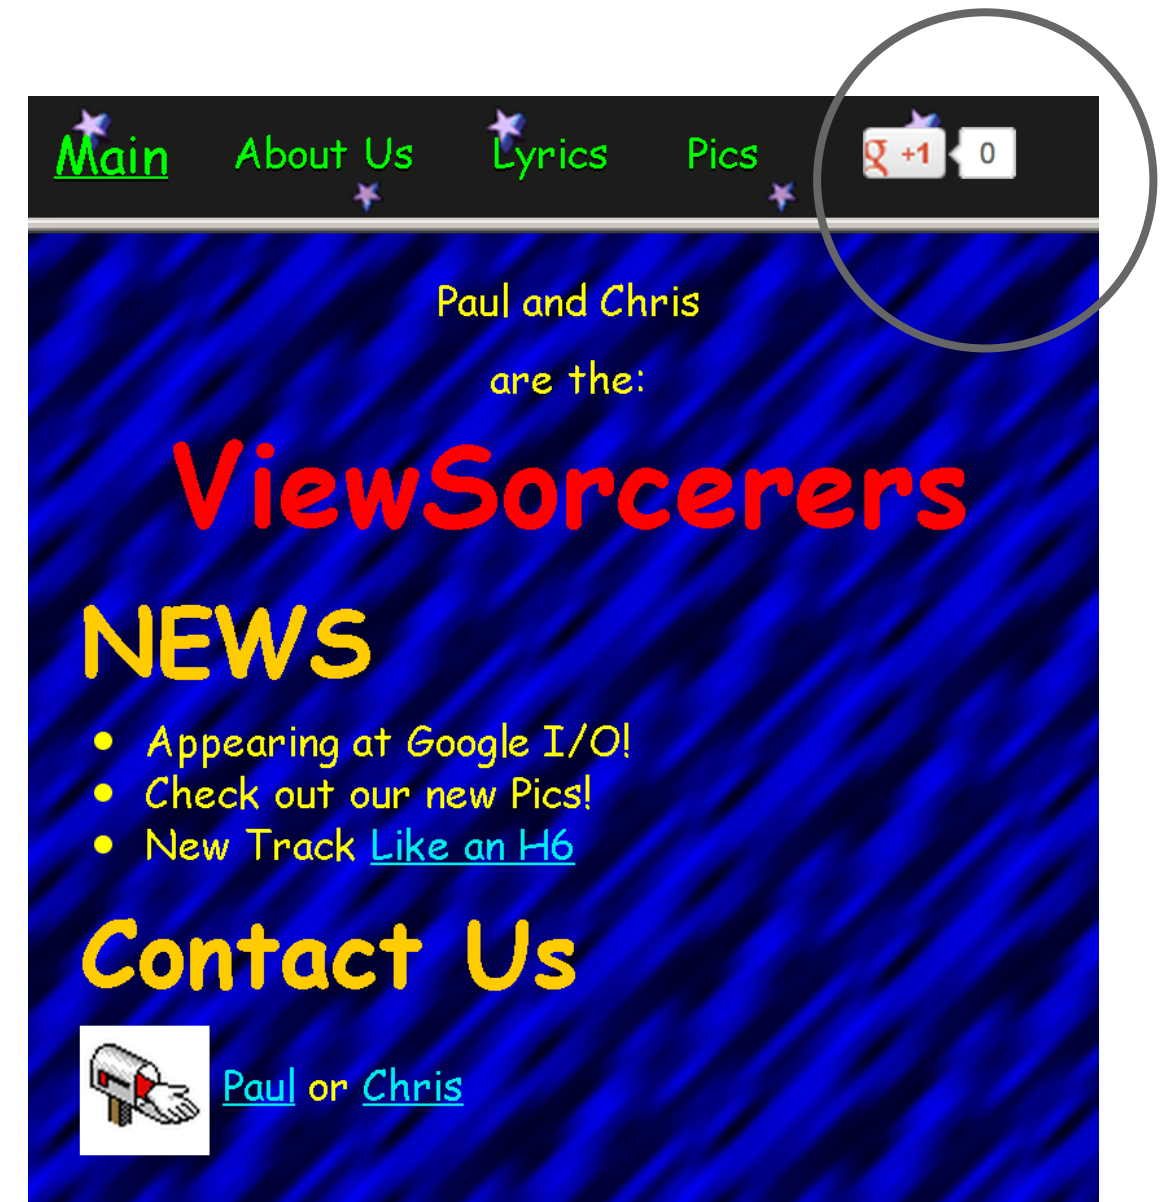 Main About Us Lyrics Pics g +1 0
Paul and Chris
are the:
ViewSorcerers
NEWS
Appearing at Google I/O!
Check out our new Pics!
New Track Like an H6
Contact Us
Paul or Chris